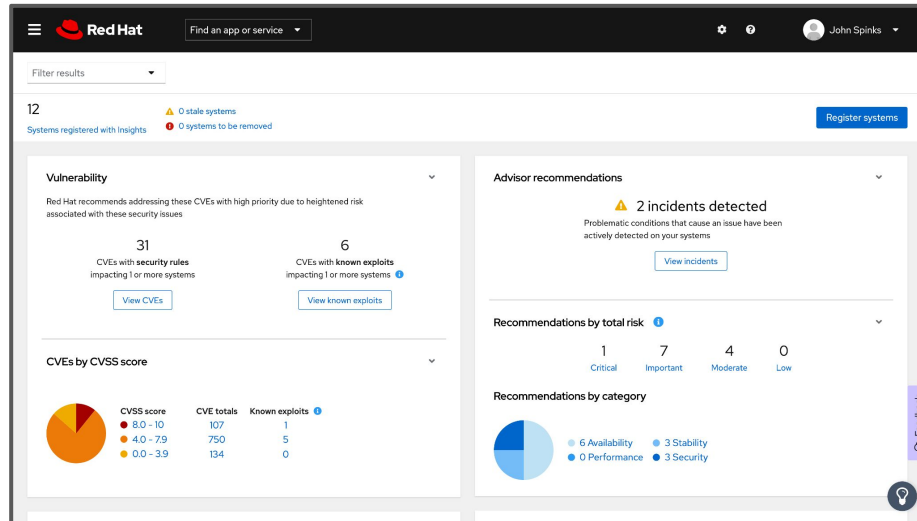 Red Hat
Find an app or service
John Spinks
Filter results
12
Systems registered with Insights
0 stale systems
0 systems to be removed
Register systems
Vulnerability
Red Hat recommends addressing these CVEs with high priority due to heightened risk
associated with these security issues
31
CVEs with security rules
impacting 1 or more systems
View CVEs
6
CVEs with known exploits
impacting 1 or more systems
View known exploits
CVEs by CVSS score
CVSS score CVE totals Known exploits
8.0 - 10 107 1
4.0 - 7.9 750 5
0.0 - 3.9 134 0
Advisor recommendations
2 incidents detected
Problematic conditions that cause an issue have been
actively detected on your systems
View incidents
Recommendations by total risk
1 7 4 0
Critical Important Moderate Low
Recommendations by category
6 Availability 3 Stability
0 Performance 3 Security